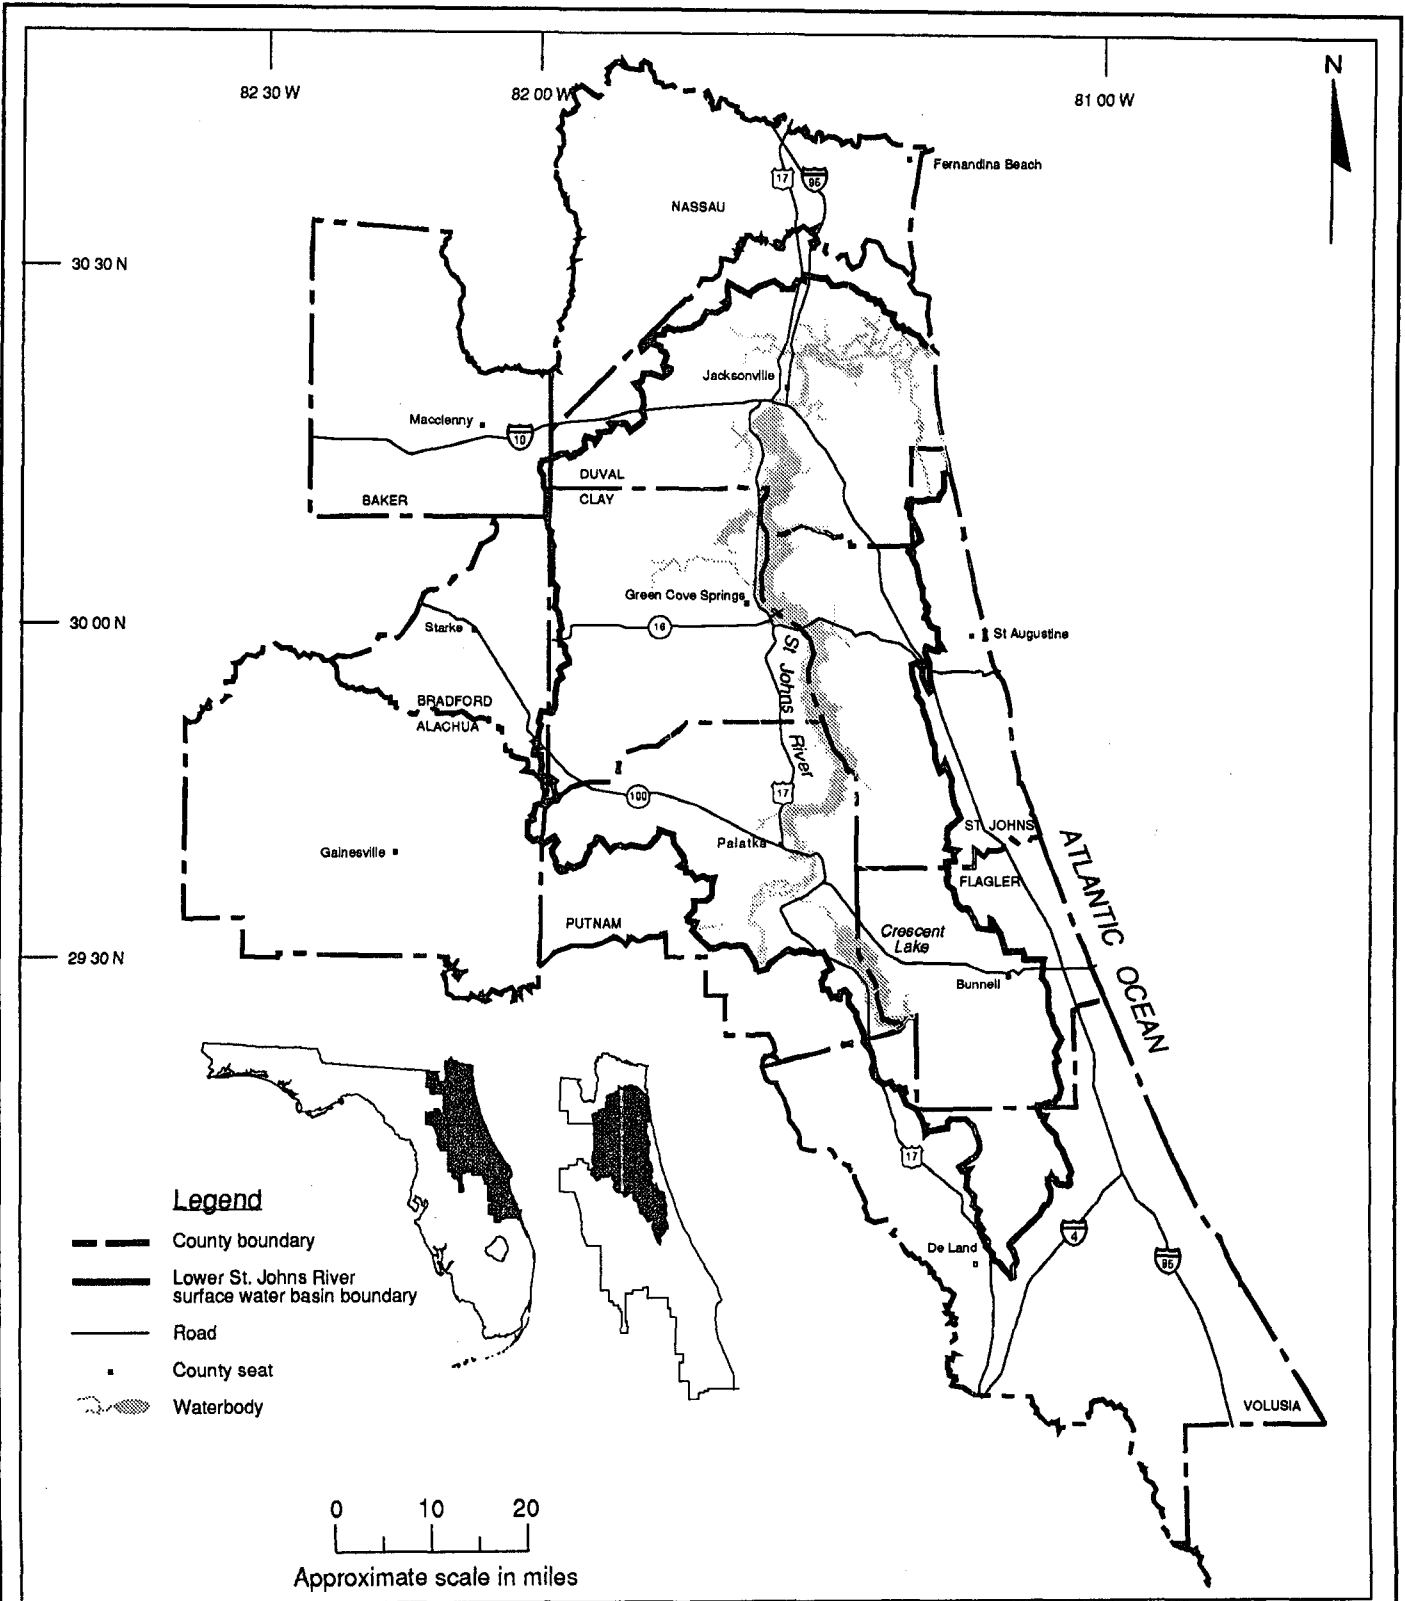 82 30 W
82 00 W
81 00 W
N
Fernandina Beach
17
95
NASSAU
30 30 N
Jacksonville
Macclenny
10
DUVAL
CLAY
BAKER
Green Cove Springs
30 00 N
Starke
16
St Augustine
St Johns River
BRADFORD
ALACHUA
17
100
ST. JOHNS
Palatka
Gainesville
FLAGLER
ATLANTIC OCEAN
PUTNAM
Crescent
Lake
29 30 N
Bunnell
17
Legend
County boundary
Lower St. Johns River
surface water basin boundary
Road
County seat
Waterbody
De Land
4
95
VOLUSIA
0 10 20
Approximate scale in miles